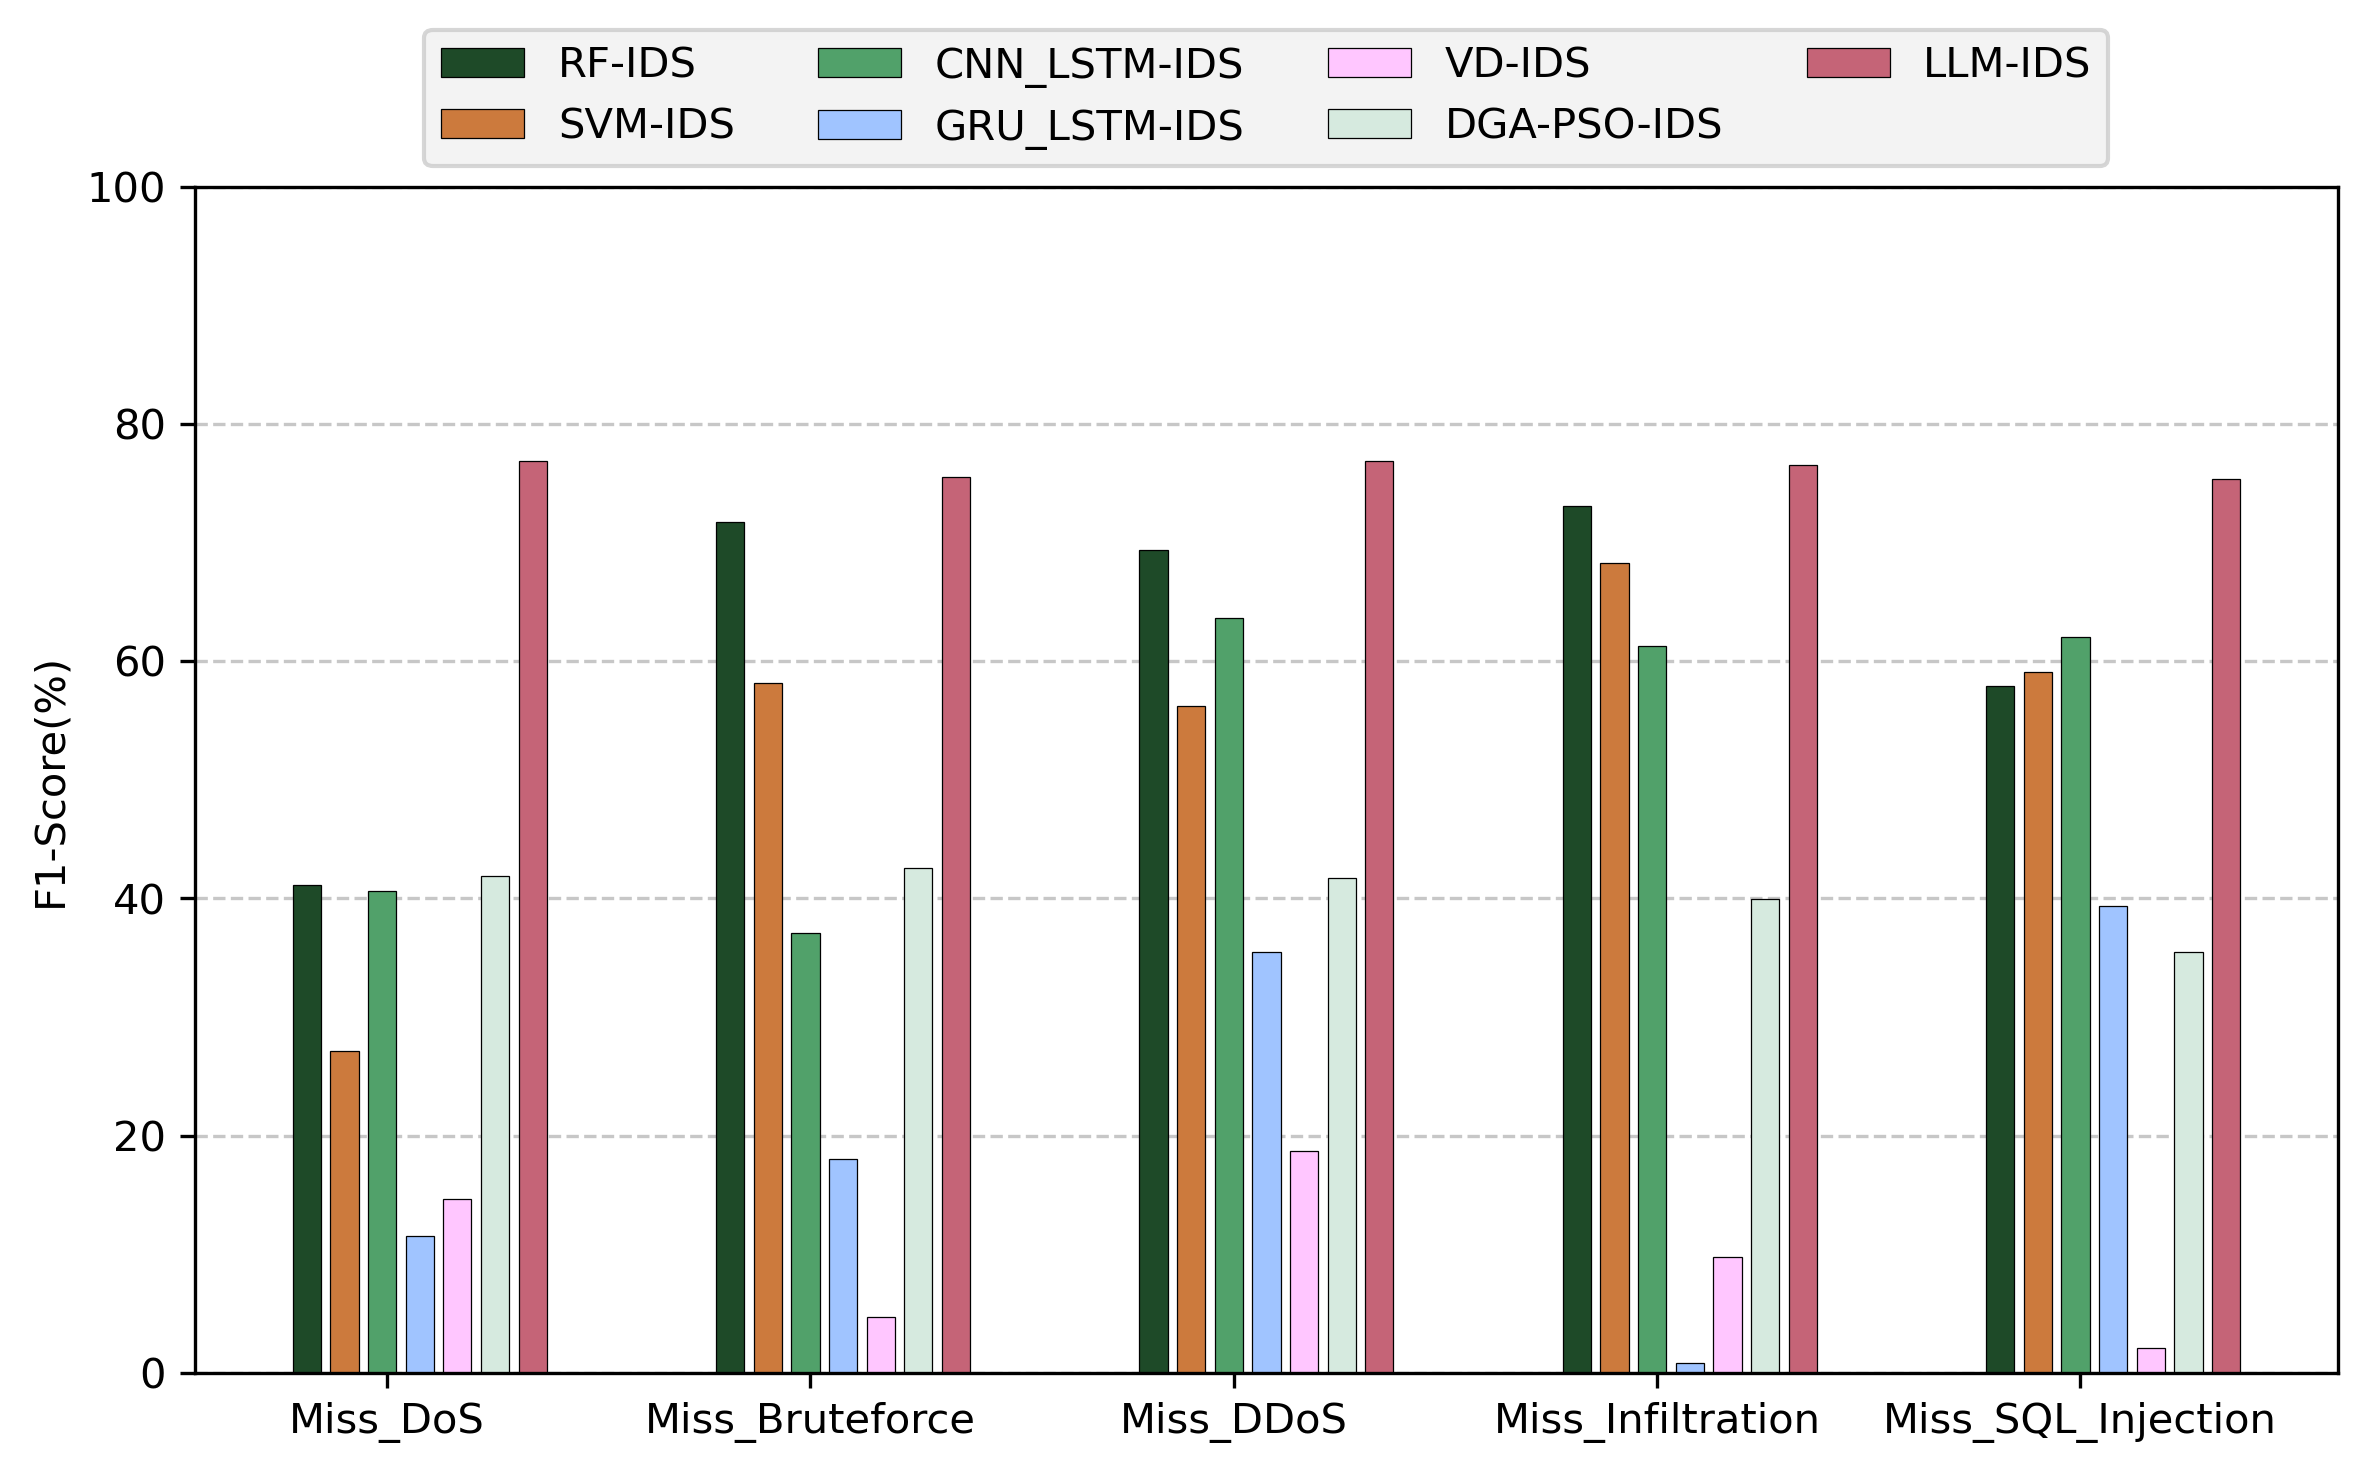 RF-IDS
SVM-IDS
CNN_LSTM-IDS
GRU_LSTM-IDS
VD-IDS
DGA-PSO-IDS
LLM-IDS
F1-Score(%)
100
80
60
40
20
0
Miss_DoS
Miss_Bruteforce
Miss_DDoS
Miss_Infiltration
Miss_SQL_Injection